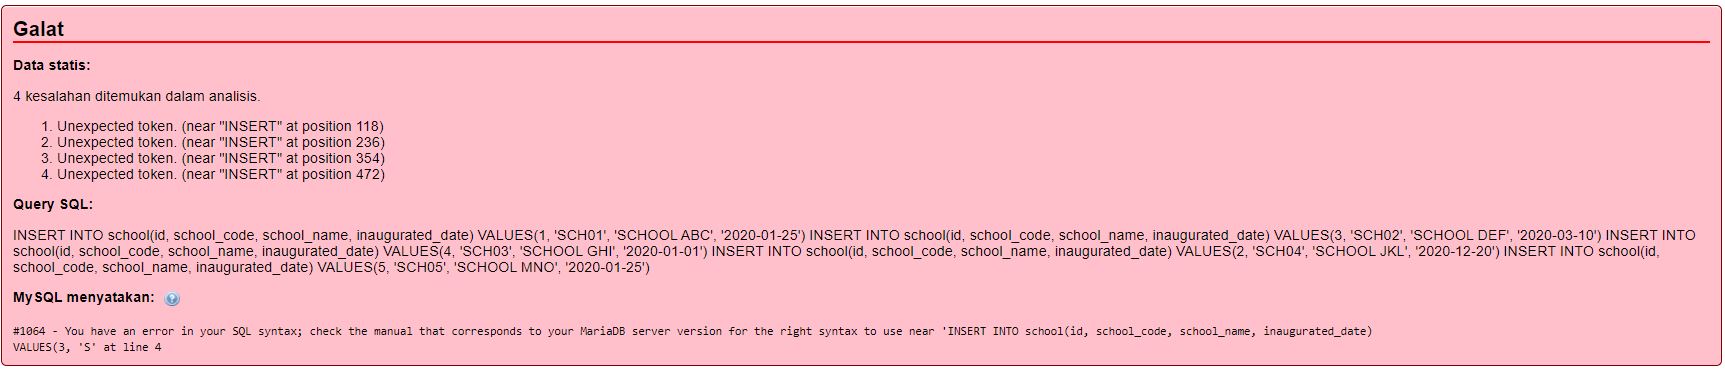 Galat
Data statis:
4 kesalahan ditemukan dalam analisis.
1. Unexpected token. (near "INSERT" at position 118)
2. Unexpected token. (near "INSERT" at position 236)
3. Unexpected token. (near "INSERT" at position 354)
4. Unexpected token. (near "INSERT" at position 472)
Query SQL:
INSERT INTO school(id, school_code, school_name, inaugurated_date) VALUES(1, 'SCH01', 'SCHOOL ABC', '2020-01-25') INSERT INTO school(id, school_code, school_name, inaugurated_date) VALUES(3, 'SCH02', 'SCHOOL DEF', '2020-03-10') INSERT INTO
school(id, school_code, school_name, inaugurated_date) VALUES(4, 'SCH03', 'SCHOOL GHI', '2020-01-01') INSERT INTO school(id, school_code, school_name, inaugurated_date) VALUES(2, 'SCH04', 'SCHOOL JKL', '2020-12-20') INSERT INTO school(id,
school_code, school_name, inaugurated_date) VALUES(5, 'SCH05', 'SCHOOL MNO', '2020-01-25')
MySQL menyatakan:
#1064 - You have an error in your SQL syntax; check the manual that corresponds to your MariaDB server version for the right syntax to use near 'INSERT INTO school(id, school_code, school_name, inaugurated_date)
VALUES(3, 'S' at line 4